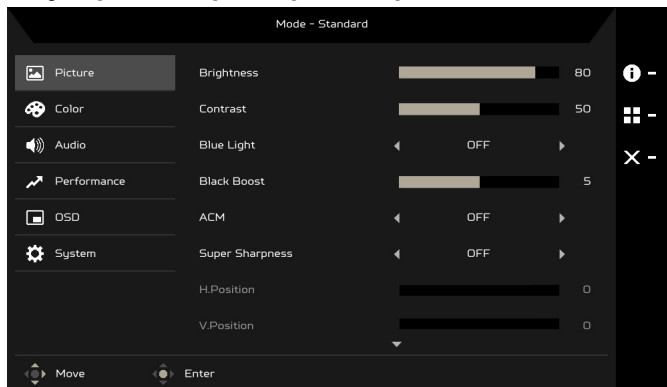 Mode - Standard
Picture
Brightness 80
Color
Contrast 50
Audio
Blue Light OFF
Performance
Black Boost 5
OSD
ACM OFF
System
Super Sharpness OFF
H.Position 0
V.Position 0
Move Enter